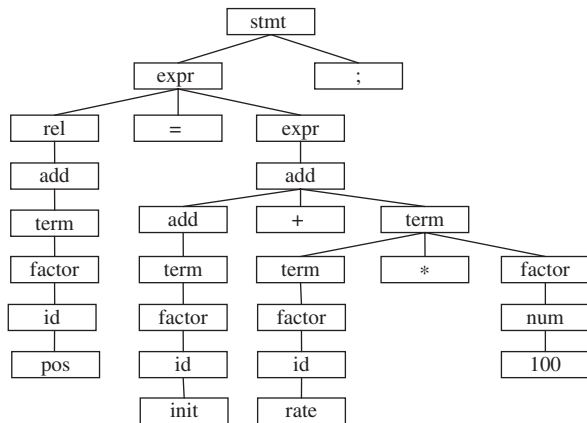 stmt
expr ;
rel = expr
add add
term add + term
factor term term * factor
id factor factor num
pos id id 100
init rate